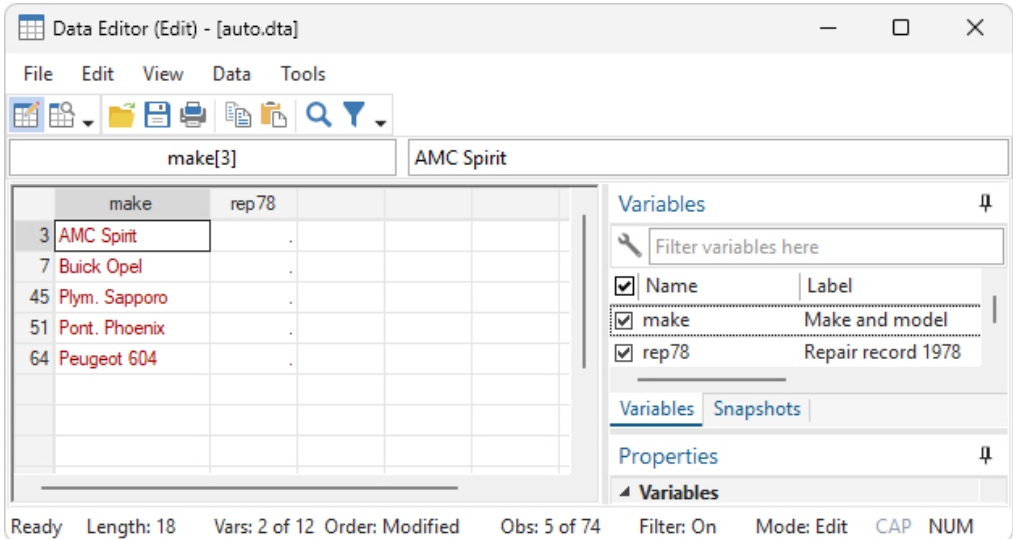 Data Editor (Edit) - [auto.dta]
File Edit View Data Tools
make[3] AMC Spirit
make rep78
3 AMC Spirit .
7 Buick Opel .
45 Plym. Sapporo .
51 Pont. Phoenix .
64 Peugeot 604 .
Variables
Filter variables here
Name Label
make Make and model
rep78 Repair record 1978
Variables Snapshots
Properties
Variables
Ready Length: 18 Vars: 2 of 12 Order: Modified Obs: 5 of 74 Filter: On Mode: Edit CAP NUM